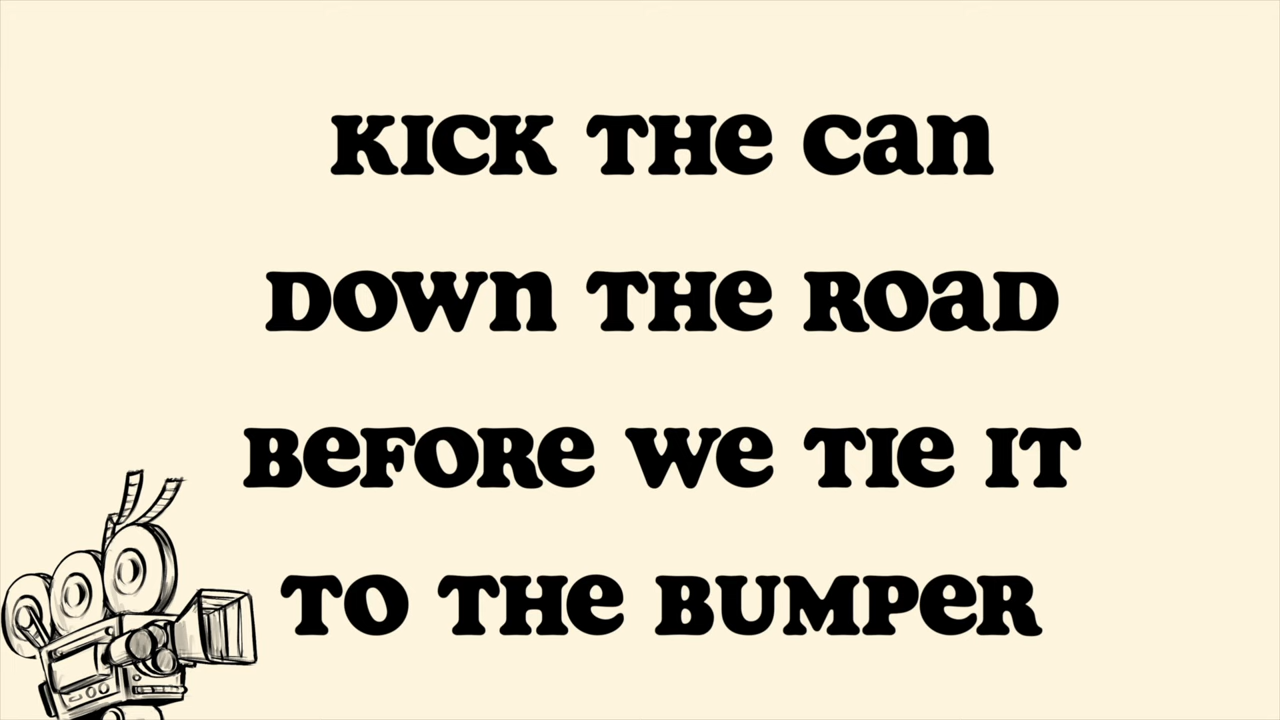 KICK THe can
DOWn THe ROaD
BeFORe We TIe IT
TO THe BUMPeR